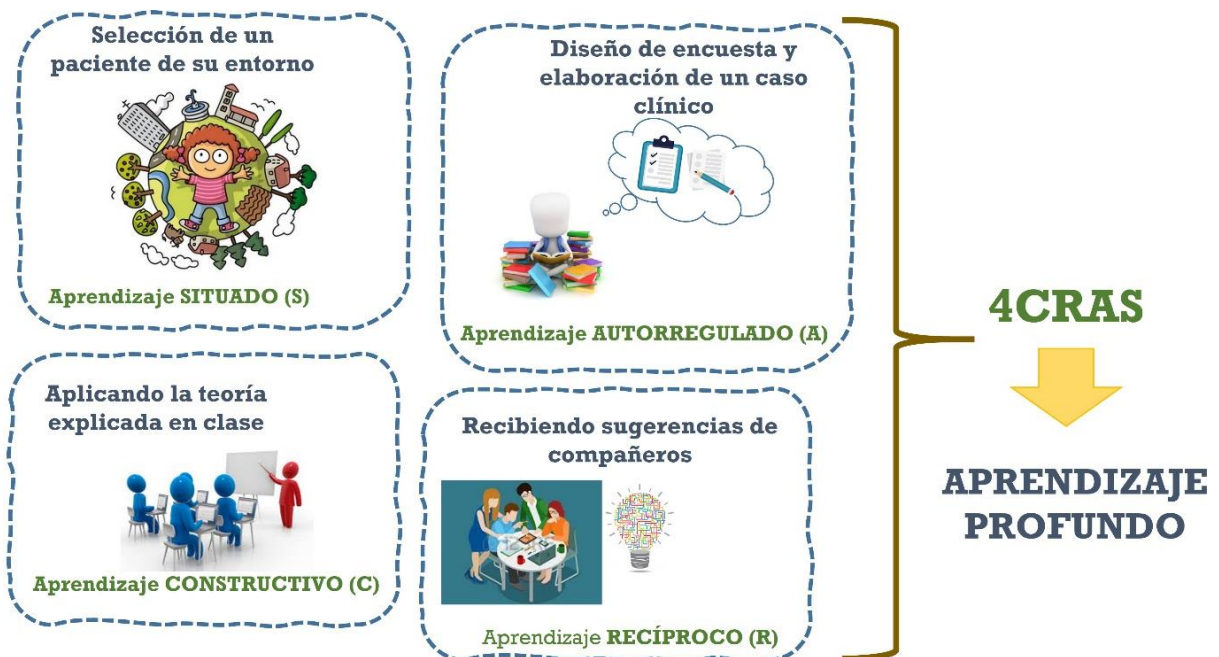 Selección de un
paciente de su entorno
Aprendizaje SITUADO (S)
Diseño de encuesta y
elaboración de un caso
clínico
Aprendizaje AUTORREGULADO (A)
Aplicando la teoría
explicada en clase
Aprendizaje CONSTRUCTIVO (C)
Recibiendo sugerencias de
compañeros
Aprendizaje RECÍPROCO (R)
4CRAS
APRENDIZAJE
PROFUNDO